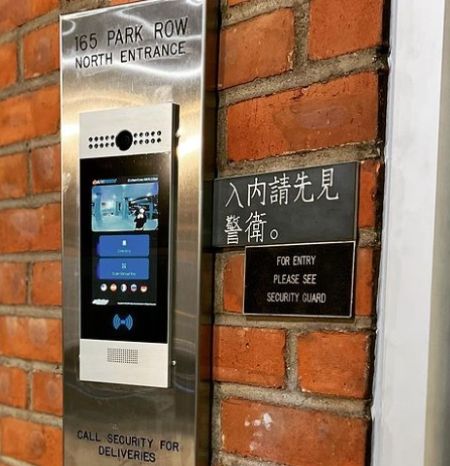 165 PARK ROW
NORTH ENTRANCE
入內請先見
警衛。
FOR ENTRY
PLEASE SEE
SECURITY GUARD
CALL SECURITY FOR
DELIVERIES